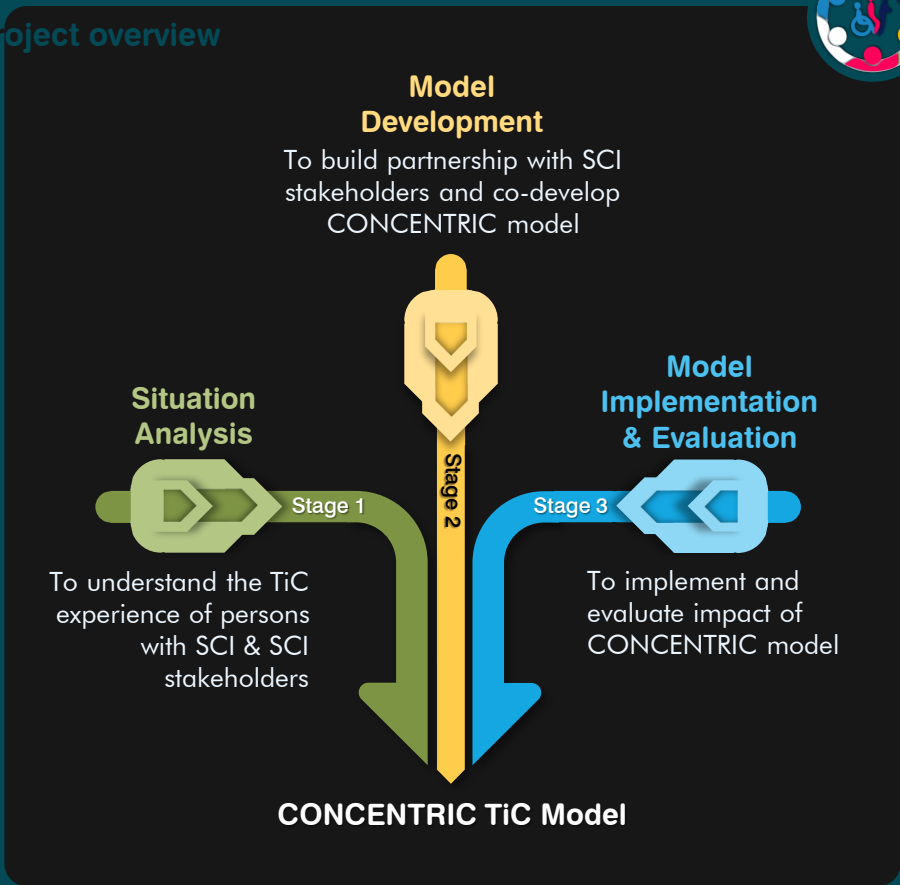 oject overview
Model
Development
To build partnership with SCI
stakeholders and co-develop
CONCENTRIC model
Situation
Analysis
Stage 1
To understand the TiC
experience of persons
with SCI & SCI
stakeholders
Stage 2
Model
Implementation
& Evaluation
Stage 3
To implement and
evaluate impact of
CONCENTRIC model
CONCENTRIC TiC Model